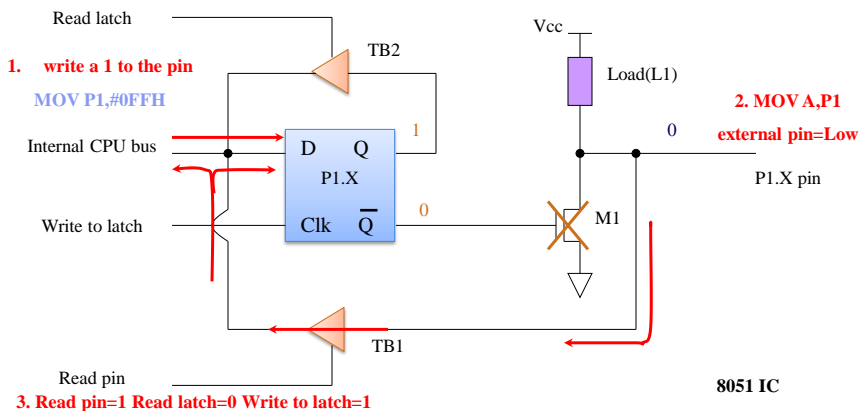 Read latch
Vcc
TB2
1. write a 1 to the pin
Load(L1)
MOV P1,#0FFH
2. MOV A,P1
1
0
external pin=Low
Internal CPU bus
D Q
P1.X
P1.X pin
Write to latch
Clk Q
0
M1
TB1
Read pin
8051 IC
3. Read pin=1 Read latch=0 Write to latch=1